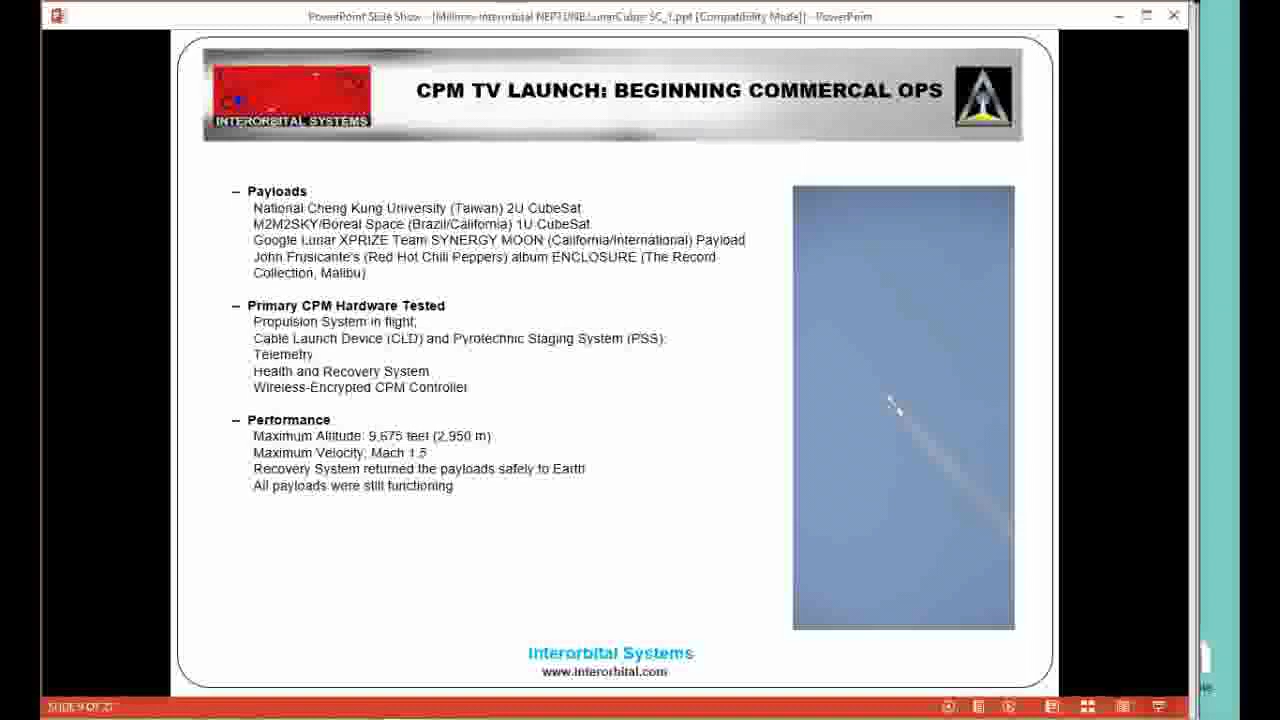 PowerPoint Slide Show - [Milliron-Interorbital NEPTUNE LunarCubes SC_1.ppt [Compatibility Mode]] - PowerPoint
CPM TV LAUNCH: BEGINNING COMMERCAL OPS
INTERORBITAL SYSTEMS
– Payloads
National Cheng Kung University (Taiwan) 2U CubeSat
M2M2SKY/Boreal Space (Brazil/California) 1U CubeSat
Google Lunar XPRIZE Team SYNERGY MOON (California/International) Payload
John Frusicante's (Red Hot Chili Peppers) album ENCLOSURE (The Record
Collection, Malibu)
– Primary CPM Hardware Tested
Propulsion System in flight;
Cable Launch Device (CLD) and Pyrotechnic Staging System (PSS):
Telemetry
Health and Recovery System
Wireless-Encrypted CPM Controller
– Performance
Maximum Altitude: 9,675 feet (2,950 m)
Maximum Velocity; Mach 1.5
Recovery System returned the payloads safely to Earth
All payloads were still functioning
Interorbital Systems
www.interorbital.com
SLIDE 9 OF 27